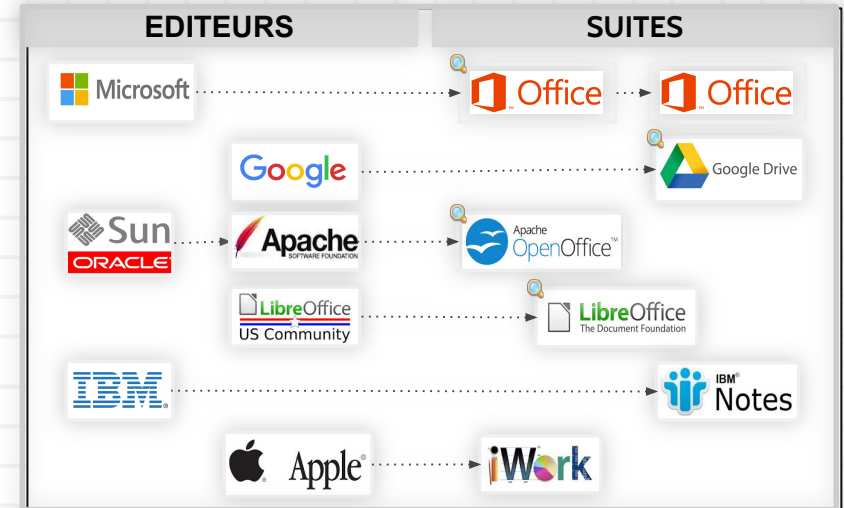 EDITEURS SUITES
Microsoft Office Office
Google Google Drive
Sun
ORACLE
Apache
SOFTWARE FOUNDATION
Apache
OpenOffice™
LibreOffice
US Community
LibreOffice
The Document Foundation
IBM®
IBM®
Notes
Apple® iWork